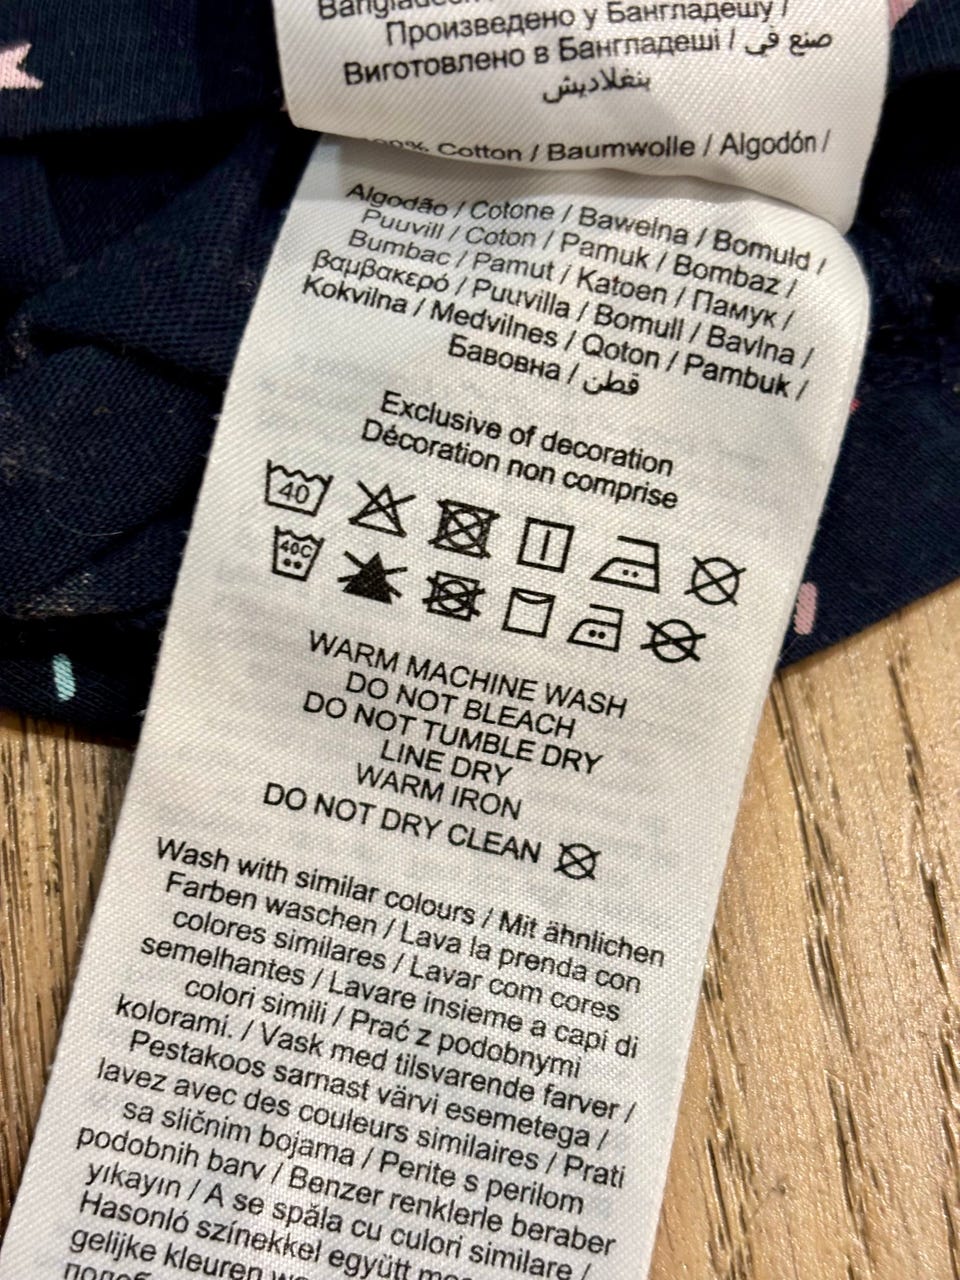 Произведено у Бангладешу /
Виготовлено в Бангладеші / صنع في
بنغلاديش
Cotton / Baumwolle / Algodón /
Algodão / Cotone / Bawełna / Bomuld /
Puuvill / Coton / Pamuk / Bombaz /
Bumbac / Pamut / Katoen / Памук /
βαμβακερό / Puuvilla / Bomull / Bavlna /
Kokvilna / Medvilnes / Qoton / Pambuk /
Бавовна / قطن
Exclusive of decoration
Décoration non comprise
40
40C
WARM MACHINE WASH
DO NOT BLEACH
DO NOT TUMBLE DRY
LINE DRY
WARM IRON
DO NOT DRY CLEAN
Wash with similar colours / Mit ähnlichen
Farben waschen / Lava la prenda con
colores similares / Lavar com cores
semelhantes / Lavare insieme a capi di
colori simili / Prać z podobnymi
kolorami. / Vask med tilsvarende farver /
Pestakoos samast värvi esemetega /
lavez avec des couleurs similaires / Prati
sa sličnim bojama / Perite s perilom
podobnih barv / Benzer renklerle beraber
yıkayın / A se spăla cu culori similare /
Hasonló színekkel együtt
gelijke kleuren